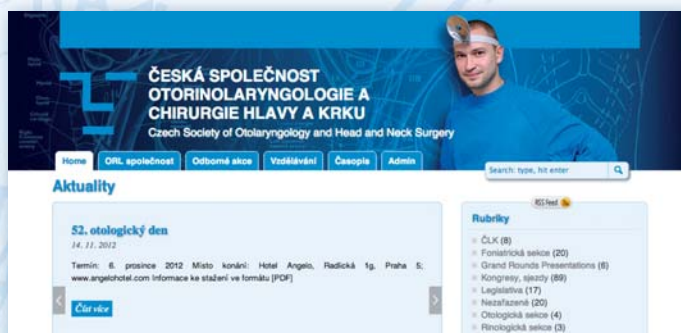 ČESKÁ SPOLEČNOST
OTORINOLARYNGOLOGIE A
CHIRURGIE HLAVY A KRKU
Czech Society of Otolaryngology and Head and Neck Surgery
Home ORL společnost Odborné akce Vzdělávání Časopis Admin
Search: type, hit enter
Aktuality
RSS Feed
52. otologický den
14. 11. 2012
Termín: 6. prosince 2012 Místo konání: Hotel Angelo, Radlická 1g, Praha 5;
www.angelohotel.com Informace ke stažení ve formátu [PDF]
Číst více
Rubriky
ČLK (8)
Foniatrická sekce (20)
Grand Rounds Presentations (6)
Kongresy, sjezdy (89)
Legislativa (17)
Nezařazené (20)
Otologická sekce (4)
Rinologická sekce (3)